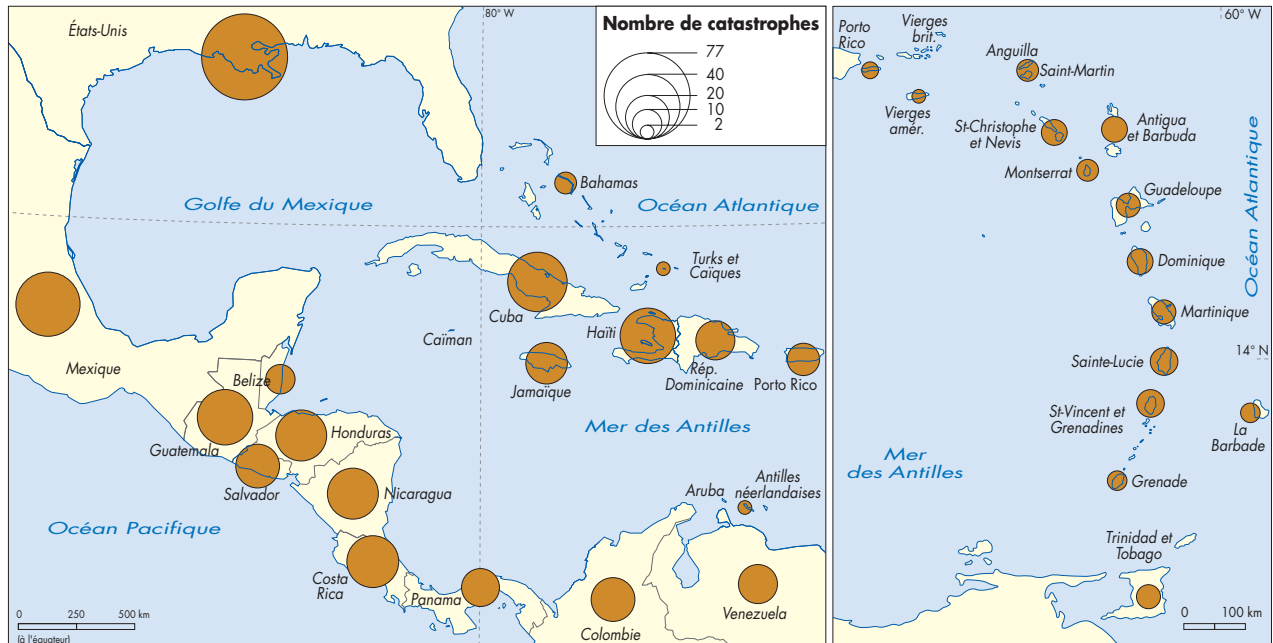 États-Unis
80° W
Nombre de catastrophes
77
40
20
10
2
Bahamas
Golfe du Mexique
Océan Atlantique
Turks et
Caïques
Cuba
Caïman
Haïti
Rép.
Dominicaine
Porto Rico
Jamaïque
Mexique
Belize
Mer des Antilles
Honduras
Guatemala
Salvador
Nicaragua
Antilles
néerlandaises
Aruba
Océan Pacifique
Costa
Rica
Panama
Colombie
Venezuela
0 250 500 km
(à l'équateur)
60° W
Porto
Rico
Vierges
brit.
Anguilla
Saint-Martin
Vierges
amér.
St-Christophe
et Nevis
Antigua
et Barbuda
Montserrat
Guadeloupe
Océan Atlantique
Dominique
Martinique
Sainte-Lucie
14° N
St-Vincent et
Grenadines
La
Barbade
Mer
des Antilles
Grenade
Trinidad et
Tobago
0 100 km